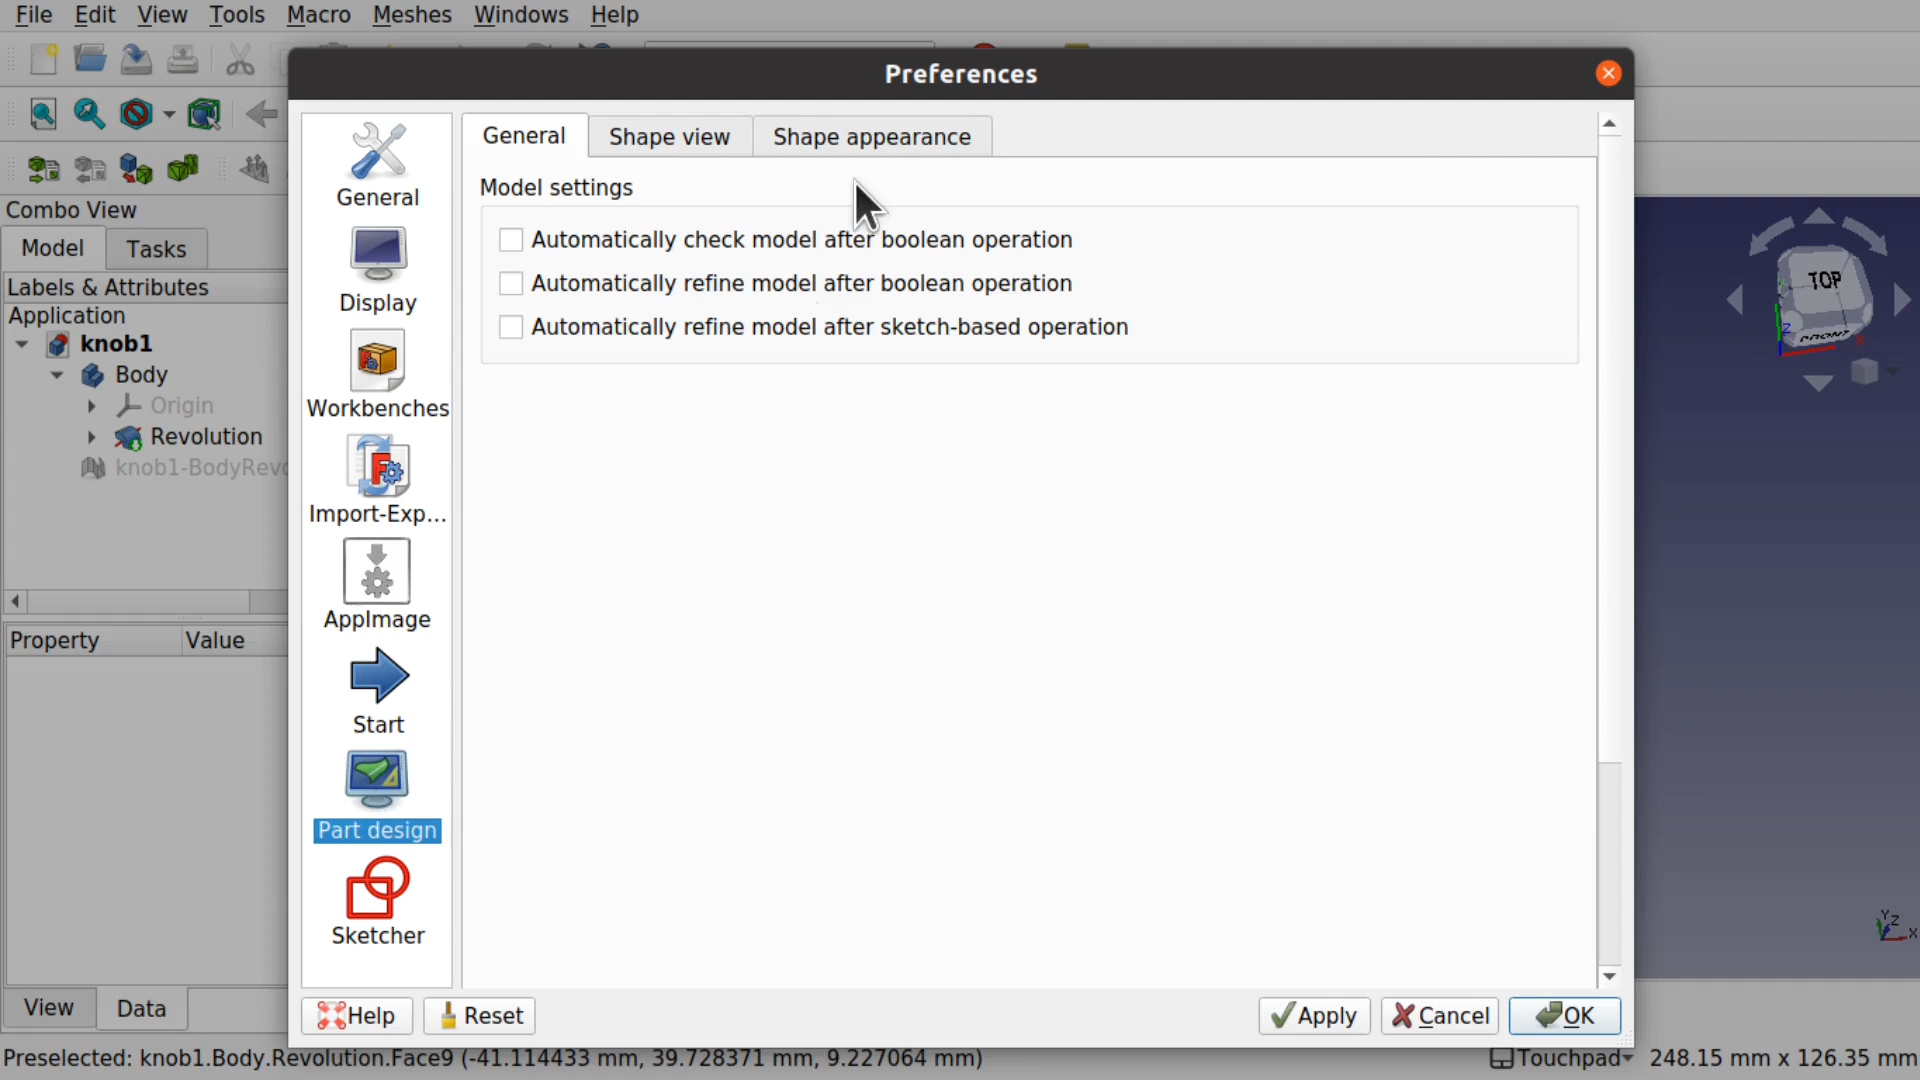 File Edit View Tools Macro Meshes Windows Help
Preferences
General Shape view Shape appearance
Model settings
Automatically check model after boolean operation
Automatically refine model after boolean operation
Automatically refine model after sketch-based operation
General
Display
Workbenches
Import-Exp...
AppImage
Start
Part design
Sketcher
Combo View
Model Tasks
Labels & Attributes
Application
knob1
Body
Origin
Revolution
knob1-BodyRevo
Property Value
View Data
TOP
FRONT
Z
X
Y Z
X
Help Reset Apply Cancel OK
Preselected: knob1.Body.Revolution.Face9 (-41.114433 mm, 39.728371 mm, 9.227064 mm) Touchpad 248.15 mm x 126.35 mm